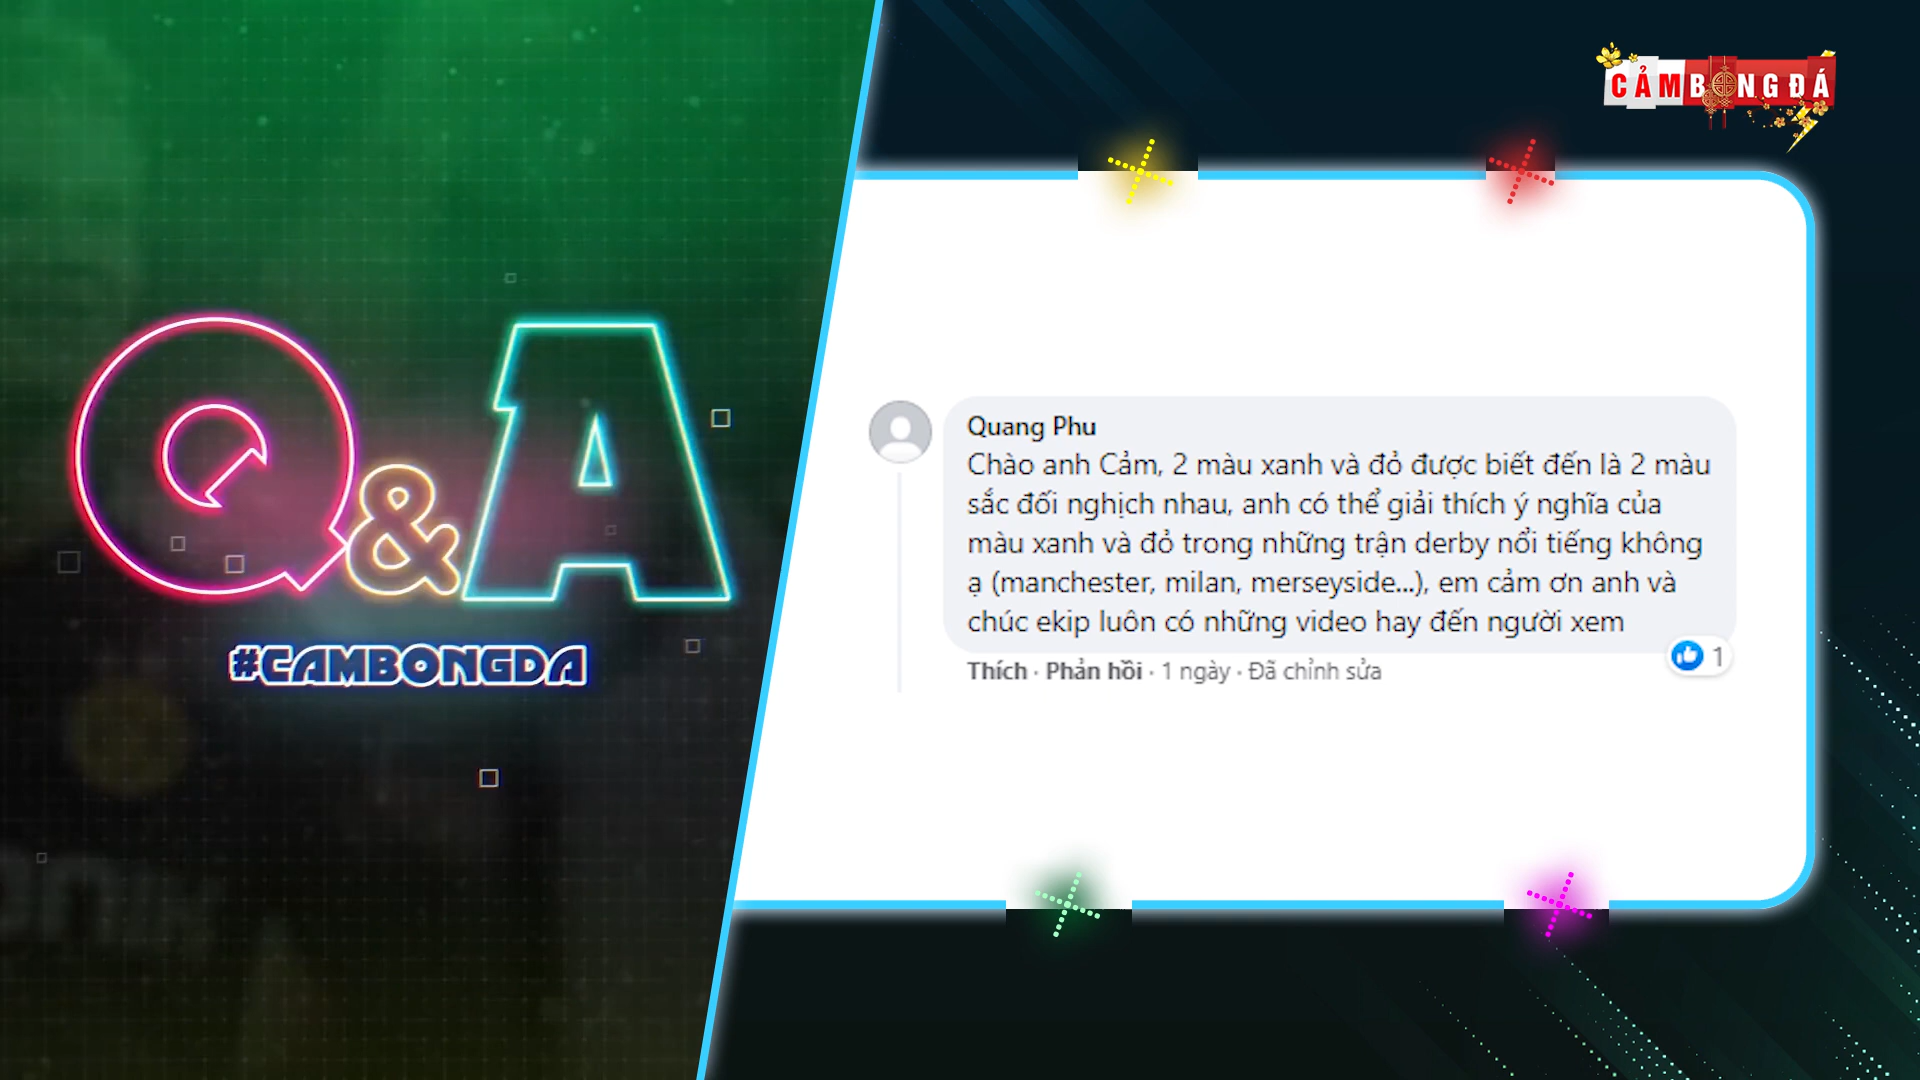 CẢMBONGĐÁ
Q&A
#CAMBONGDA
Quang Phu
Chào anh Cảm, 2 màu xanh và đỏ được biết đến là 2 màu
sắc đối nghịch nhau, anh có thể giải thích ý nghĩa của
màu xanh và đỏ trong những trận derby nổi tiếng không
ạ (manchester, milan, merseyside...), em cảm ơn anh và
chúc ekip luôn có những video hay đến người xem
Thích · Phản hồi · 1 ngày · Đã chỉnh sửa
1